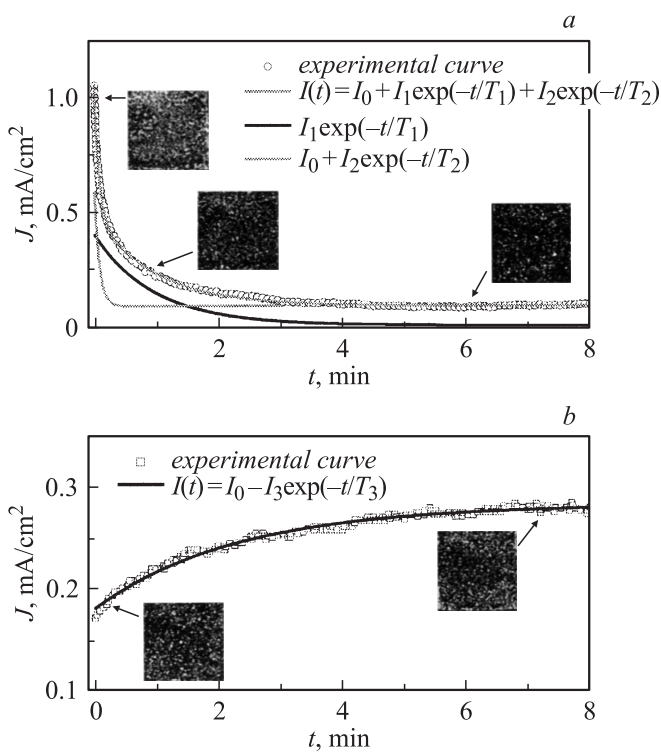 a
experimental curve
I(t) = I₀ + I₁exp(–t/T₁) + I₂exp(–t/T₂)
I₁exp(–t/T₁)
I₀ + I₂exp(–t/T₂)
1.0
0.5
0
J, mA/cm²
0 2 4 6 8
t, min
b
experimental curve
I(t) = I₀ – I₃exp(–t/T₃)
0.3
0.2
0.1
J, mA/cm²
0 2 4 6 8
t, min